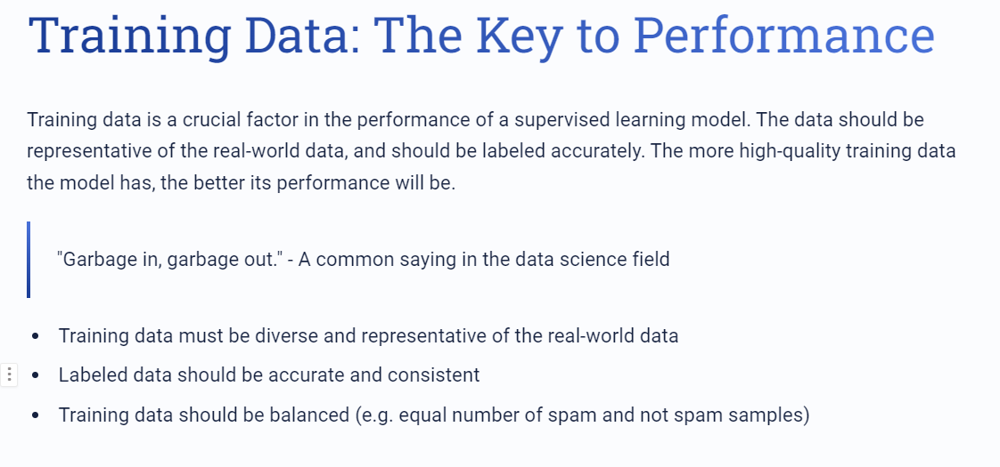 Training Data: The Key to Performance
Training data is a crucial factor in the performance of a supervised learning model. The data should be
representative of the real-world data, and should be labeled accurately. The more high-quality training data
the model has, the better its performance will be.
"Garbage in, garbage out." - A common saying in the data science field
• Training data must be diverse and representative of the real-world data
• Labeled data should be accurate and consistent
• Training data should be balanced (e.g. equal number of spam and not spam samples)